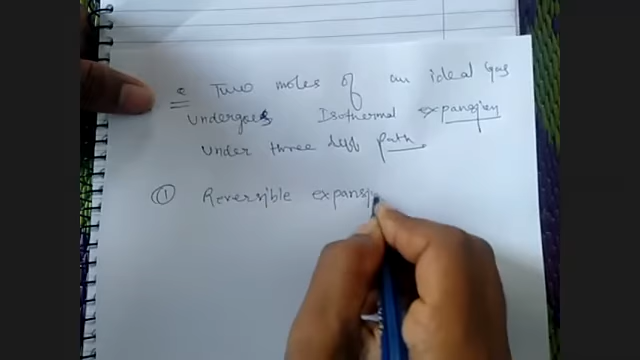 Q Two moles of an ideal gas
undergoes Isothermal expansion
under three diff path.
① Reversible expansi